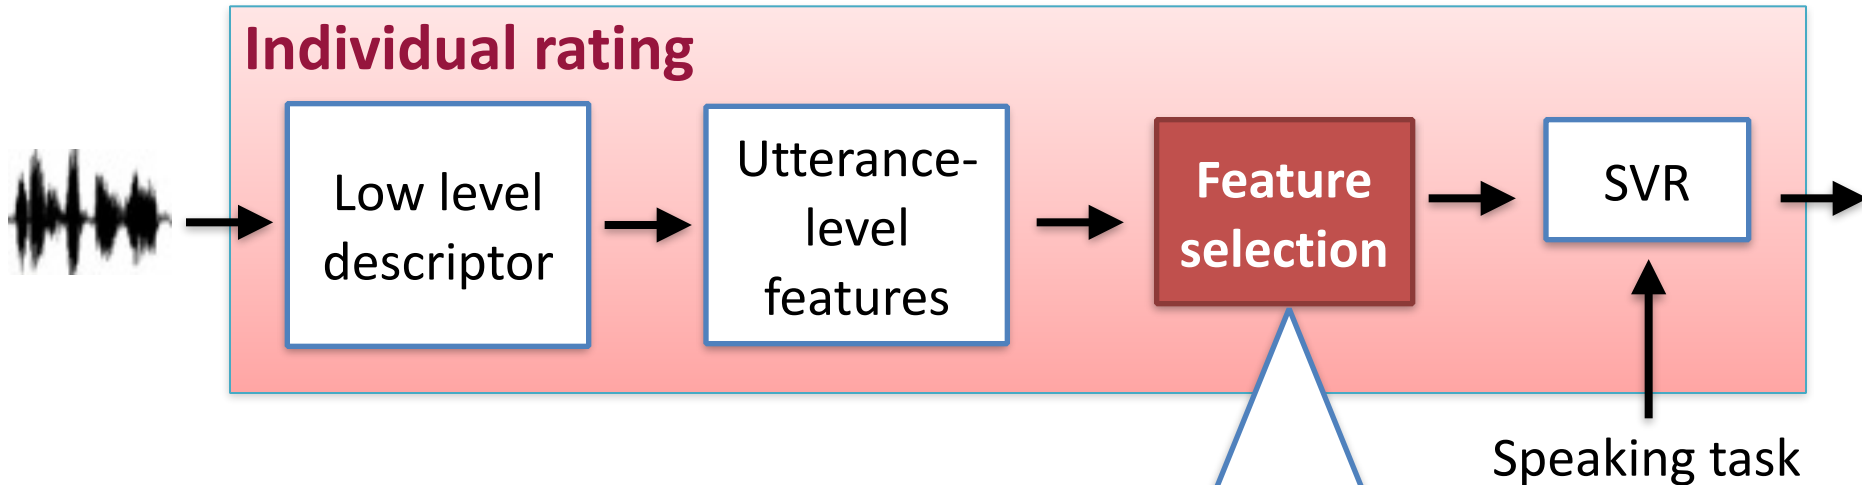 Individual rating
Low level
descriptor
Utterance-
level
features
Feature
selection
SVR
Speaking task